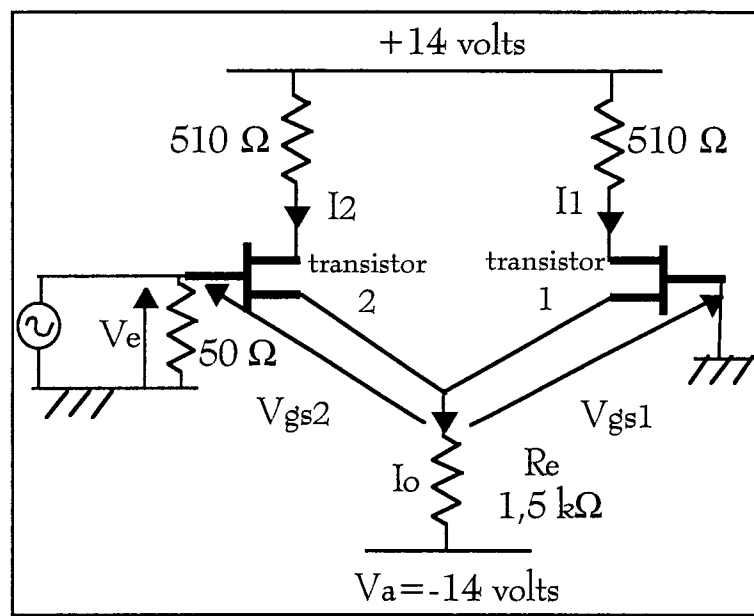 +14 volts
510 Ω
510 Ω
I2
I1
transistor
2
transistor
1
Ve
50 Ω
Vgs2
Vgs1
Io
Re
1,5 kΩ
Va=-14 volts